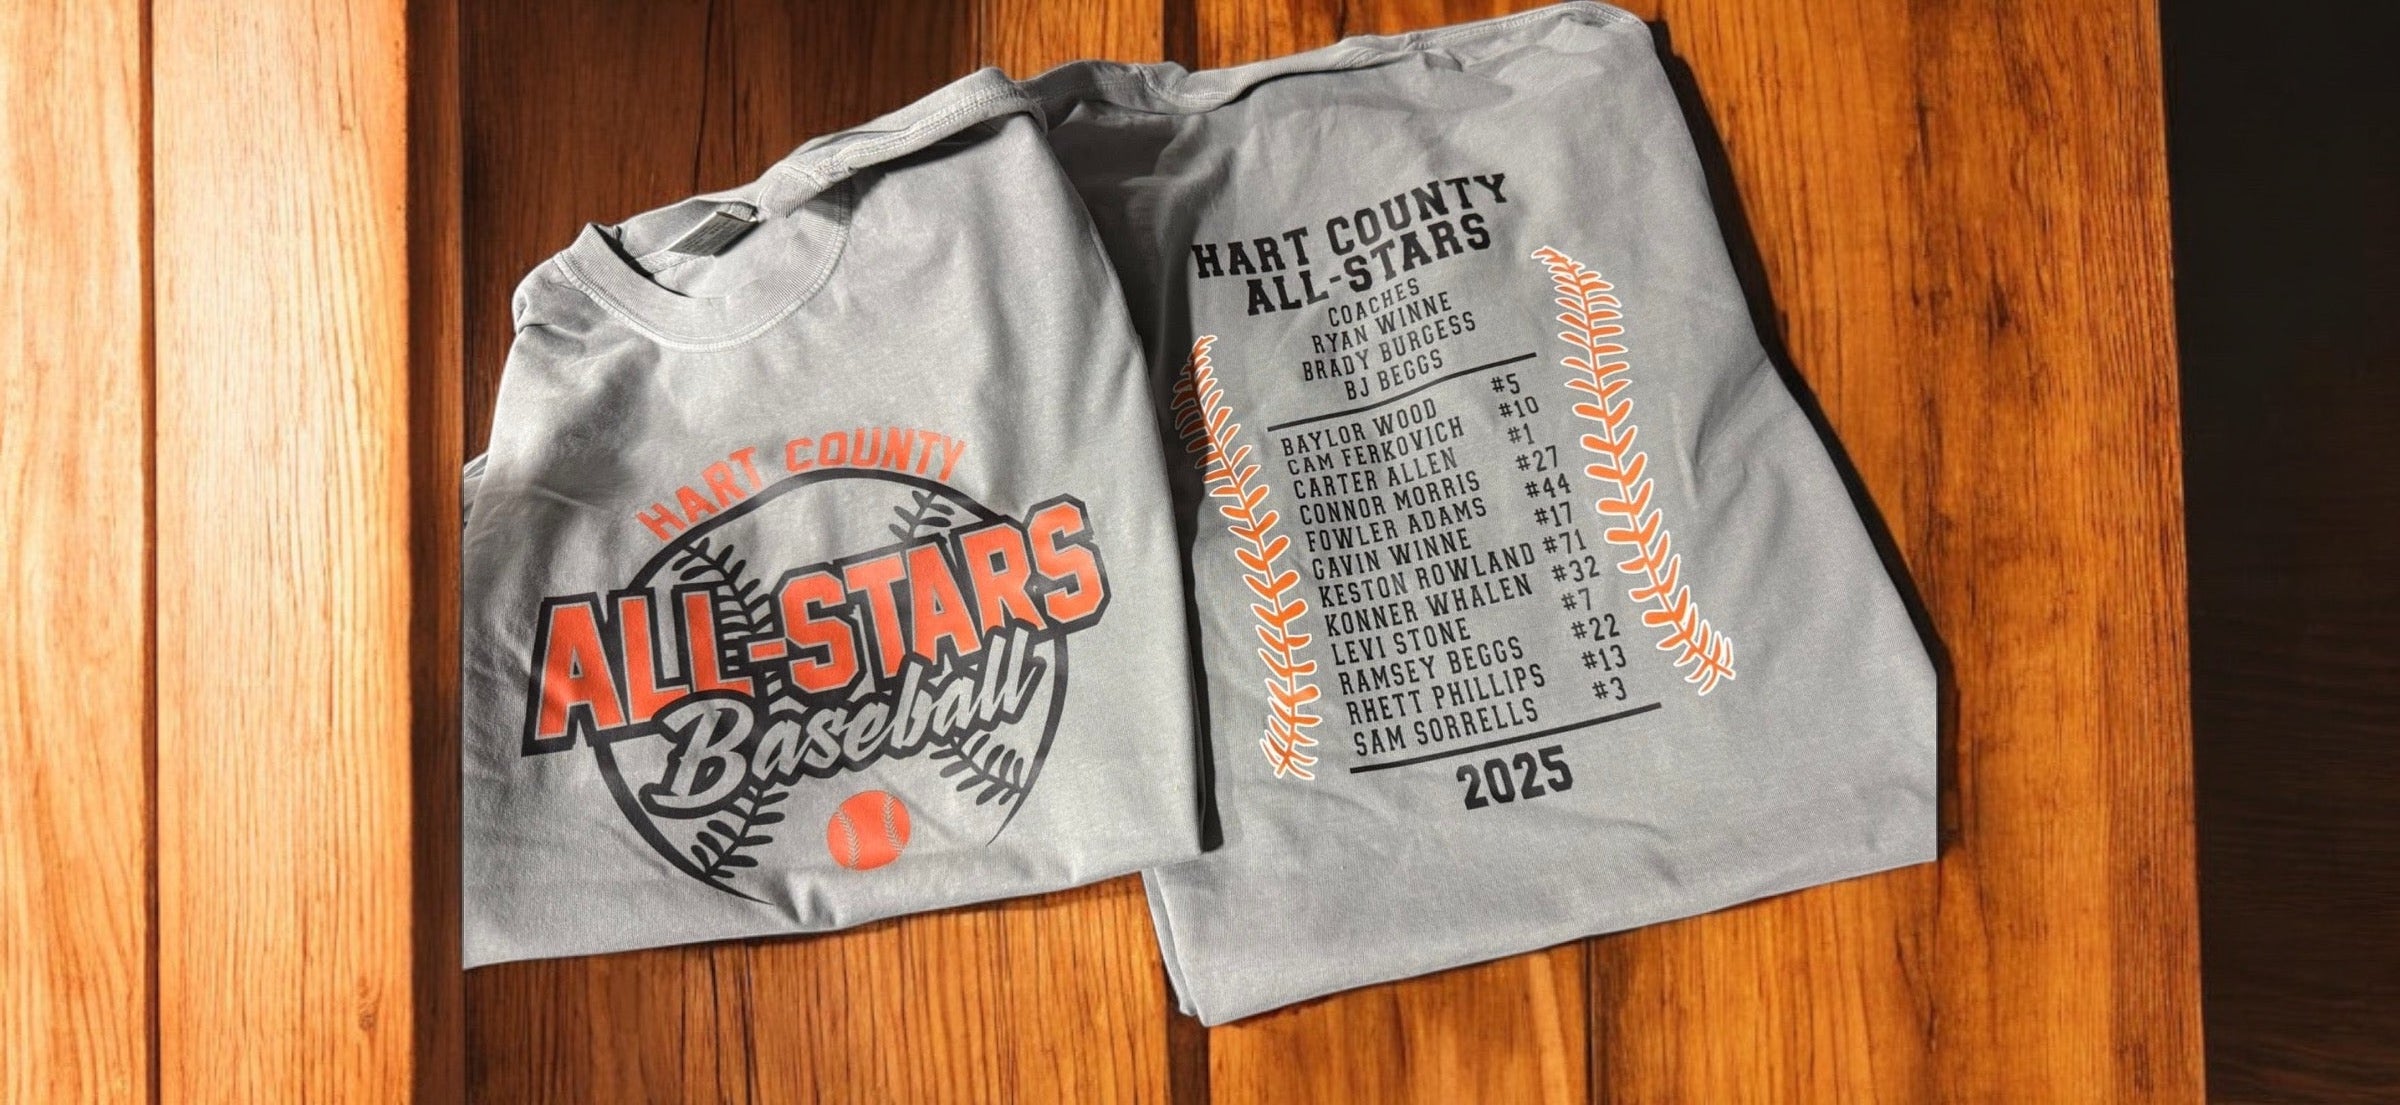 HART COUNTY
ALL-STARS
Baseball
HART COUNTY
ALL-STARS
COACHES
RYAN WINNE
BRADY BURGESS
BJ BEGGS
BAYLOR WOOD #5
CAM FERKOVICH #10
CARTER ALLEN #1
CONNOR MORRIS #27
FOWLER ADAMS #44
GAVIN WINNE #17
KESTON ROWLAND #71
KONNER WHALEN #32
LEVI STONE #7
RAMSEY BEGGS #22
RHETT PHILLIPS #13
SAM SORRELLS #3
2025